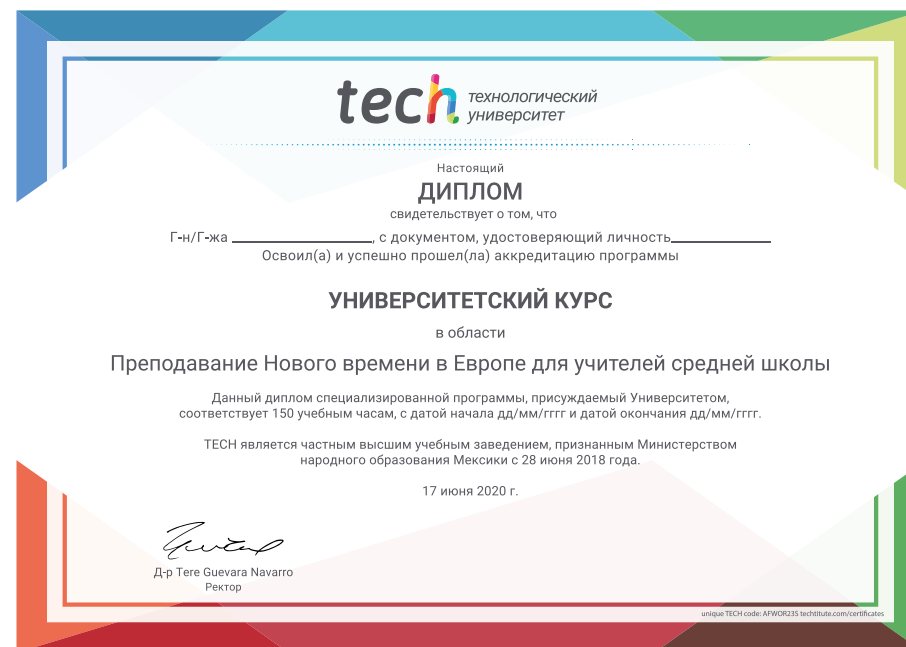 tech технологический
университет
Настоящий
ДИПЛОМ
свидетельствует о том, что
Г-н/Г-жа ____________________, с документом, удостоверяющий личность______________
Освоил(а) и успешно прошел(ла) аккредитацию программы
УНИВЕРСИТЕТСКИЙ КУРС
в области
Преподавание Нового времени в Европе для учителей средней школы
Данный диплом специализированной программы, присуждаемый Университетом,
соответствует 150 учебным часам, с датой начала дд/мм/гггг и датой окончания дд/мм/гггг.
TECH является частным высшим учебным заведением, признанным Министерством
народного образования Мексики с 28 июня 2018 года.
17 июня 2020 г.
Д-р Tere Guevara Navarro
Ректор
unique TECH code: AFWOR23S techtitute.com/certificates